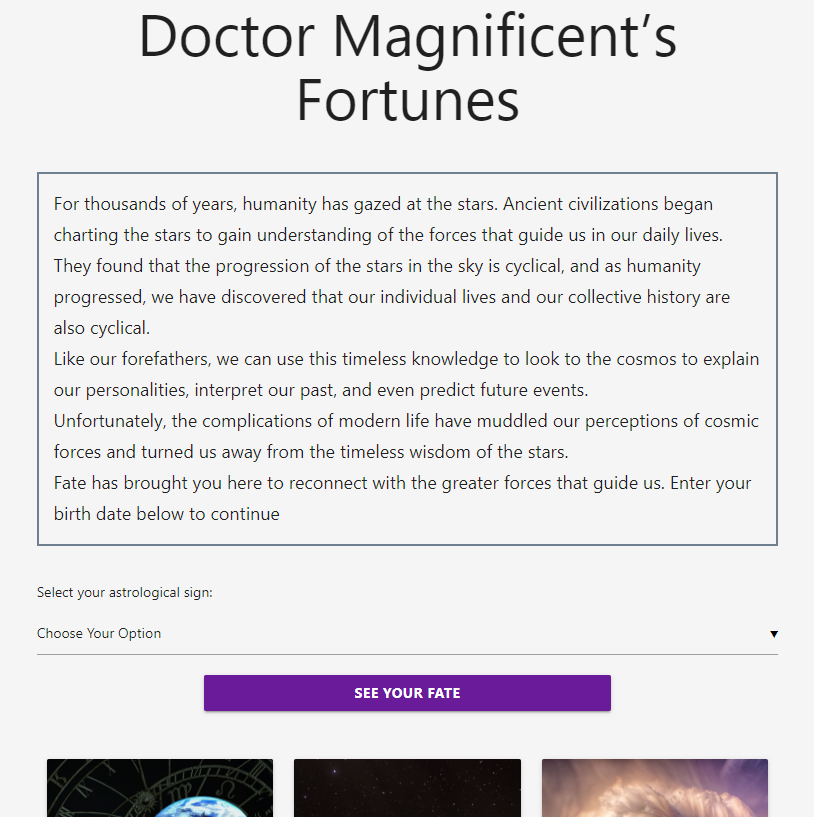 Doctor Magnificent’s
Fortunes
For thousands of years, humanity has gazed at the stars. Ancient civilizations began
charting the stars to gain understanding of the forces that guide us in our daily lives.
They found that the progression of the stars in the sky is cyclical, and as humanity
progressed, we have discovered that our individual lives and our collective history are
also cyclical.
Like our forefathers, we can use this timeless knowledge to look to the cosmos to explain
our personalities, interpret our past, and even predict future events.
Unfortunately, the complications of modern life have muddled our perceptions of cosmic
forces and turned us away from the timeless wisdom of the stars.
Fate has brought you here to reconnect with the greater forces that guide us. Enter your
birth date below to continue
Select your astrological sign:
Choose Your Option
SEE YOUR FATE